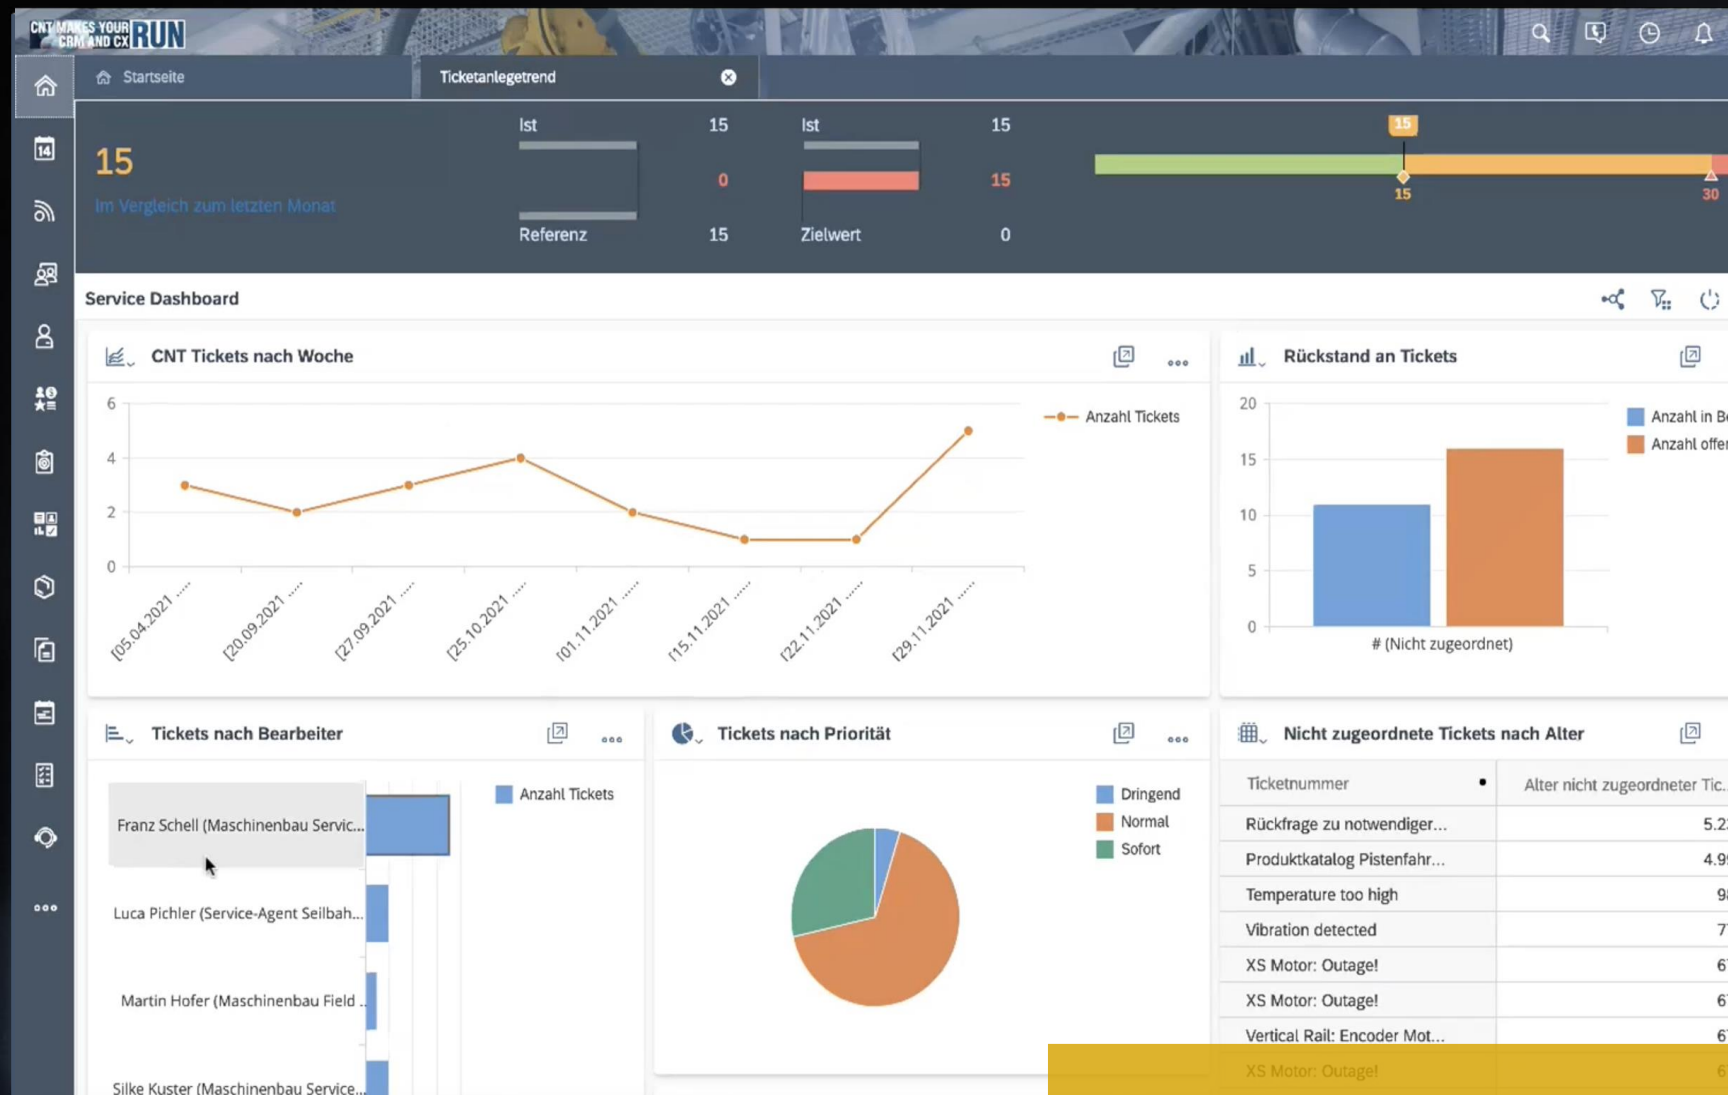 CNT MAKES YOUR
CRM AND CX RUN
Startseite
Ticketanlegetrend
14
15
Im Vergleich zum letzten Monat
Ist 15
0
Referenz 15
Ist 15
15
Zielwert 0
15
15
30
Service Dashboard
CNT Tickets nach Woche
6
4
2
0
Anzahl Tickets
[05.04.2021 .....
[20.09.2021 .....
[27.09.2021 .....
[25.10.2021 .....
[01.11.2021 .....
[15.11.2021 .....
[22.11.2021 .....
[29.11.2021 .....
Rückstand an Tickets
20
15
10
5
0
Anzahl in
Anzahl
# (Nicht zugeordnet)
Tickets nach Bearbeiter
Anzahl Tickets
Franz Schell (Maschinenbau Servic...
Luca Pichler (Service-Agent Seilbah...
Martin Hofer (Maschinenbau Field ..
Silke Kuster (Maschinenbau Service...
Tickets nach Priorität
Dringend
Normal
Sofort
Nicht zugeordnete Tickets nach Alter
Ticketnummer Alter nicht zugeordneter Tic...
Rückfrage zu notwendiger...
Produktkatalog Pistenfahr...
Temperature too high
Vibration detected
XS Motor: Outage!
XS Motor: Outage!
Vertical Rail: Encoder Mot...
XS Motor: Outage!